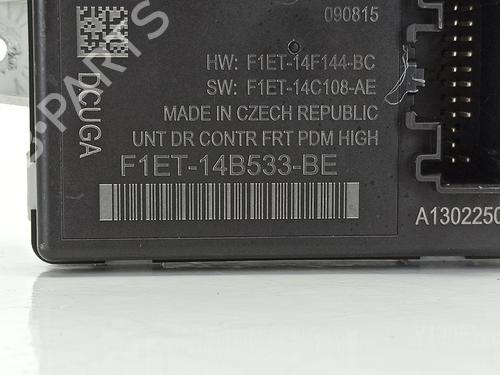 090815
HW: F1ET-14F144-BC
SW: F1ET-14C108-AE
MADE IN CZECH REPUBLIC
UNT DR CONTR FRT PDM HIGH
F1ET-14B533-BE
DCUGA
A1302250
PARTS